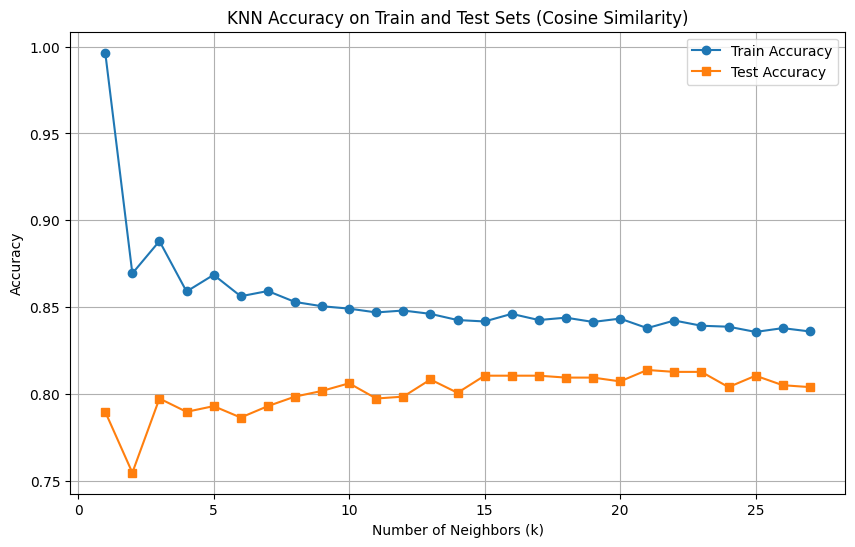 KNN Accuracy on Train and Test Sets (Cosine Similarity)
Train Accuracy
Test Accuracy
Accuracy
1.00
0.95
0.90
0.85
0.80
0.75
0
5
10
15
20
25
Number of Neighbors (k)